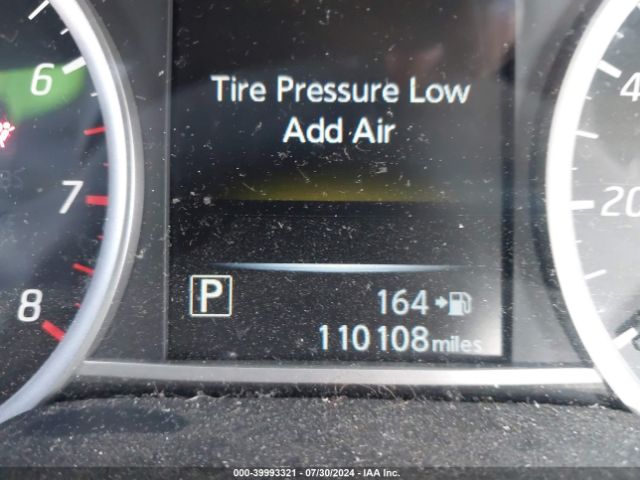 Tire Pressure Low
Add Air
6
7
8
4
20
P
164
110108 miles
000-39993321 - 07/30/2024 - IAA Inc.